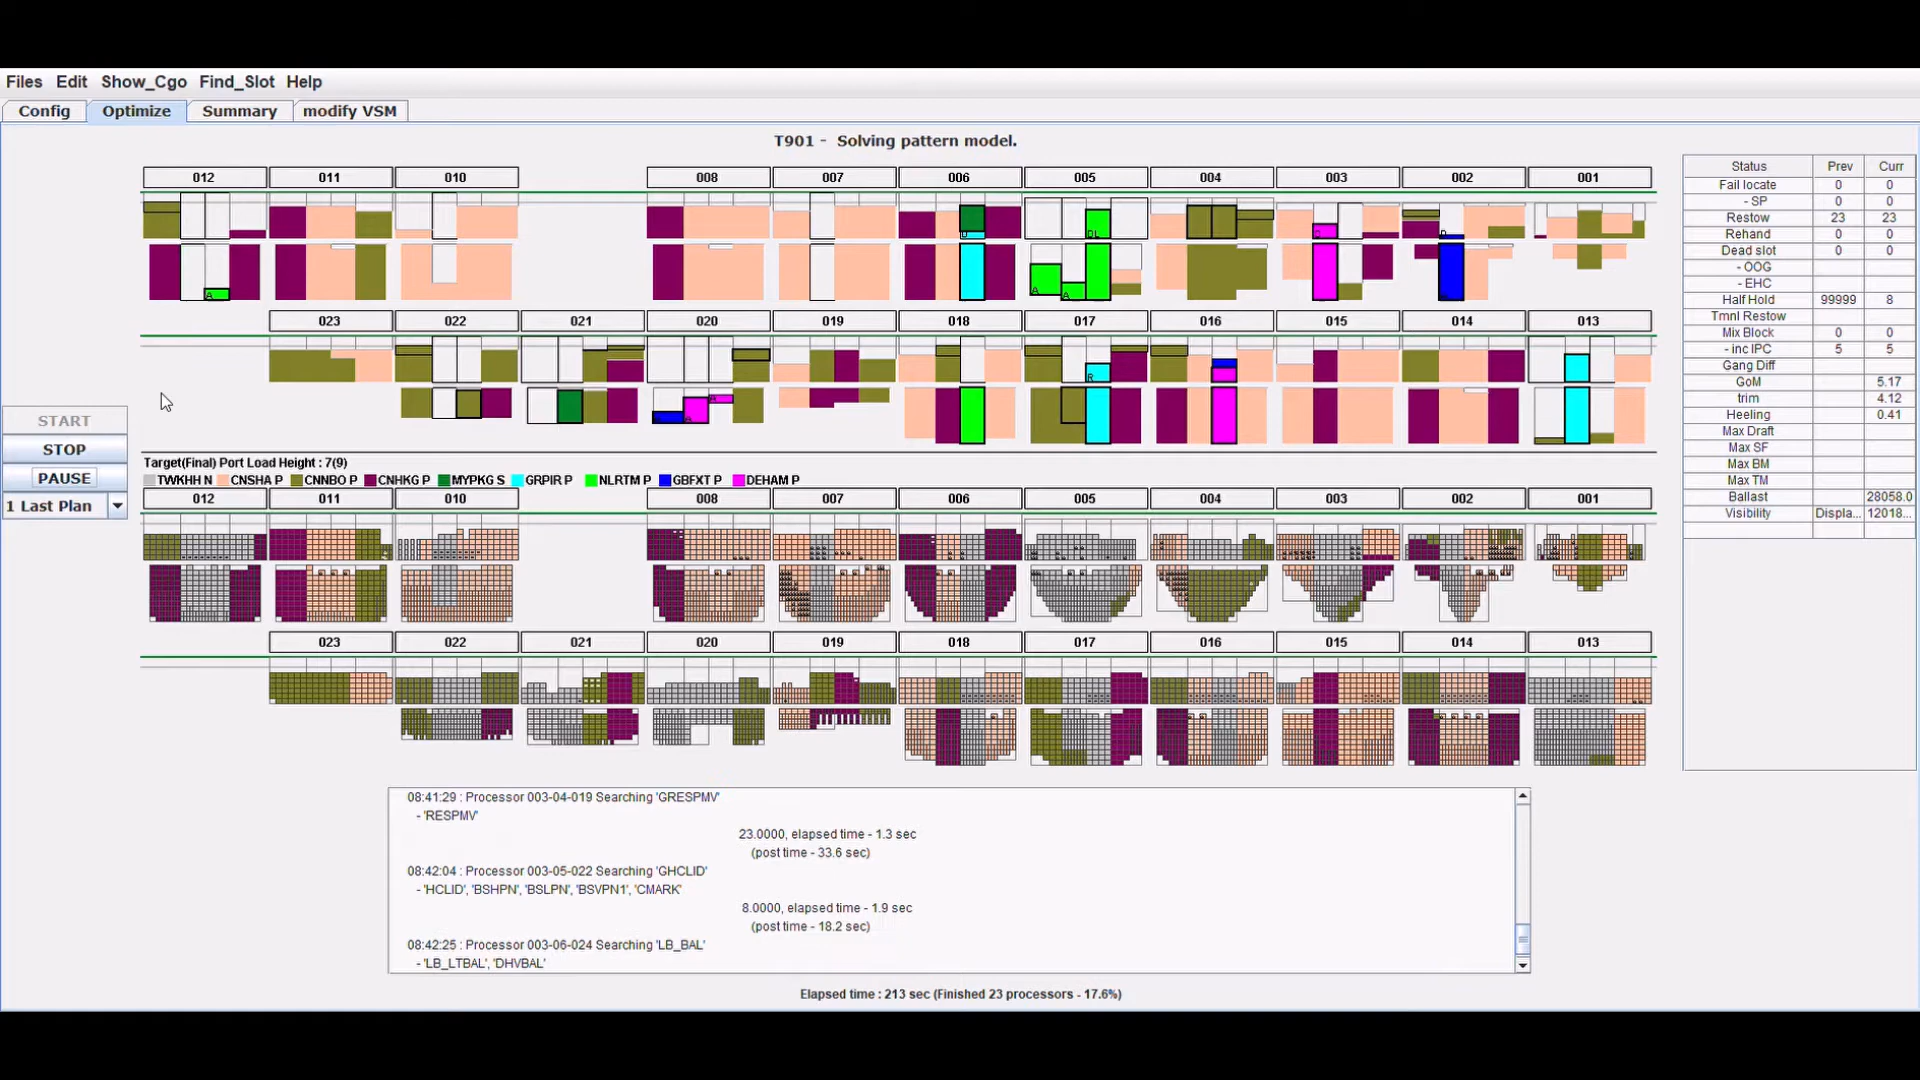 Files Edit Show_Cgo Find_Slot Help
Config Optimize Summary modify VSM
T901 - Solving pattern model.
012 011 010 008 007 006 005 004 003 002 001
023 022 021 020 019 018 017 016 015 014 013
START
STOP
PAUSE
1 Last Plan
Target(Final) Port Load Height : 7(9)
TWKHH N CNSHA P CNNBO P CNHKG P MYPKG S GRPIR P NLRTM P GBFXT P DEHAM P
012 011 010 008 007 006 005 004 003 002 001
023 022 021 020 019 018 017 016 015 014 013
Status Prev Curr
Fail locate 0 0
- SP 0 0
Restow 23 23
Rehand 0 0
Dead slot 0 0
- OOG
- EHC
Half Hold 99999 8
Tmnl Restow
Mix Block 0 0
- inc IPC 5 5
Gang Diff
GoM 5.17
trim 4.12
Heeling 0.41
Max Draft
Max SF
Max BM
Max TM
Ballast 28058.0
Visibility Displa... 12018...
08:41:29 : Processor 003-04-019 Searching 'GRESPMV'
- 'RESPMV'
23.0000, elapsed time - 1.3 sec
(post time - 33.6 sec)
08:42:04 : Processor 003-05-022 Searching 'GHCLID'
- 'HCLID', 'BSHPN', 'BSLPN', 'BSVPN1', 'CMARK'
8.0000, elapsed time - 1.9 sec
(post time - 18.2 sec)
08:42:25 : Processor 003-06-024 Searching 'LB_BAL'
- 'LB_LTBAL', 'DHVBAL'
Elapsed time : 213 sec (Finished 23 processors - 17.6%)